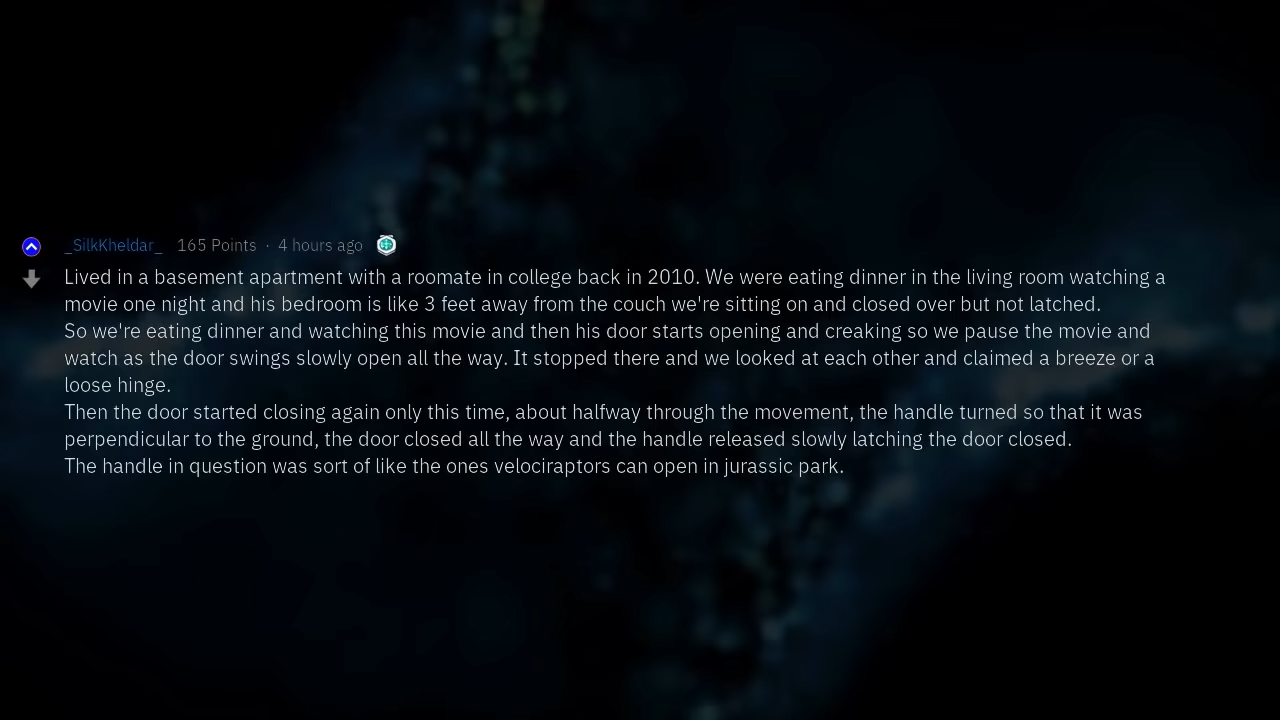 _SilkKheldar_ 165 Points · 4 hours ago
Lived in a basement apartment with a roomate in college back in 2010. We were eating dinner in the living room watching a
movie one night and his bedroom is like 3 feet away from the couch we're sitting on and closed over but not latched.
So we're eating dinner and watching this movie and then his door starts opening and creaking so we pause the movie and
watch as the door swings slowly open all the way. It stopped there and we looked at each other and claimed a breeze or a
loose hinge.
Then the door started closing again only this time, about halfway through the movement, the handle turned so that it was
perpendicular to the ground, the door closed all the way and the handle released slowly latching the door closed.
The handle in question was sort of like the ones velociraptors can open in jurassic park.